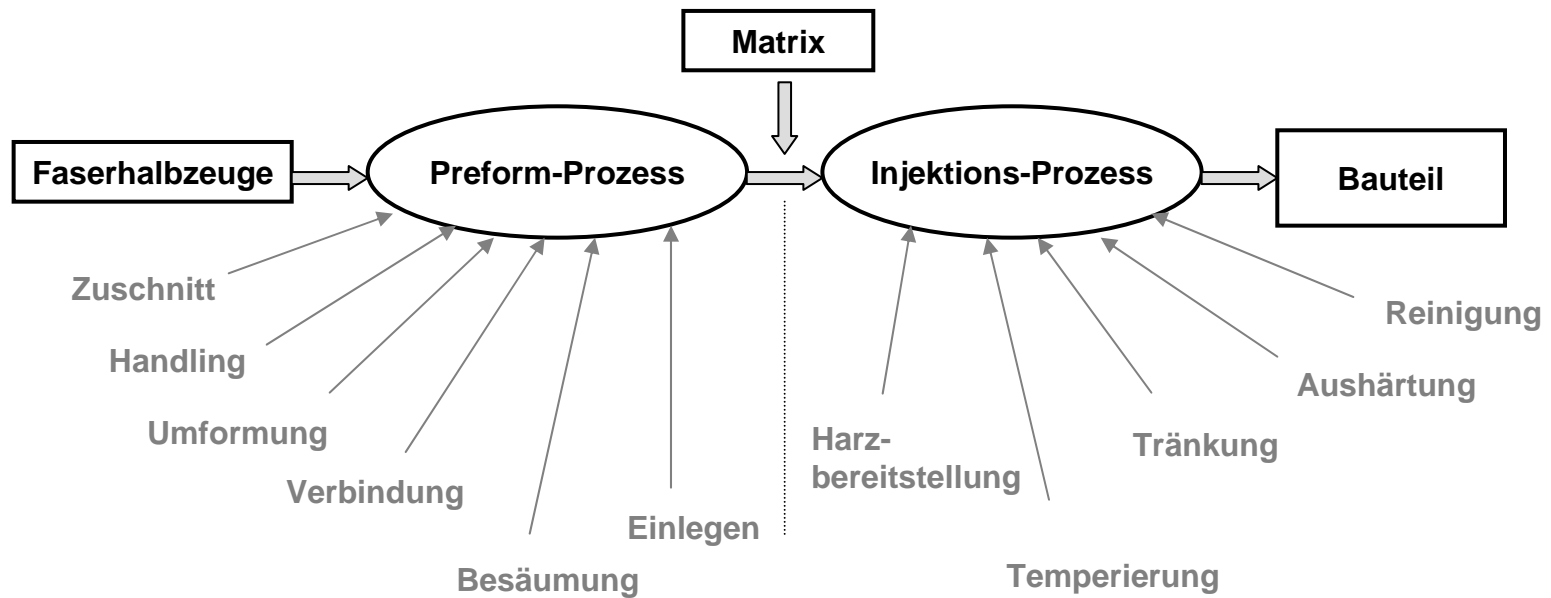 Matrix
Faserhalbzeuge
Preform-Prozess
Injektions-Prozess
Bauteil
Zuschnitt
Handling
Umformung
Verbindung
Besäumung
Einlegen
Harz-
bereitstellung
Temperierung
Tränkung
Aushärtung
Reinigung